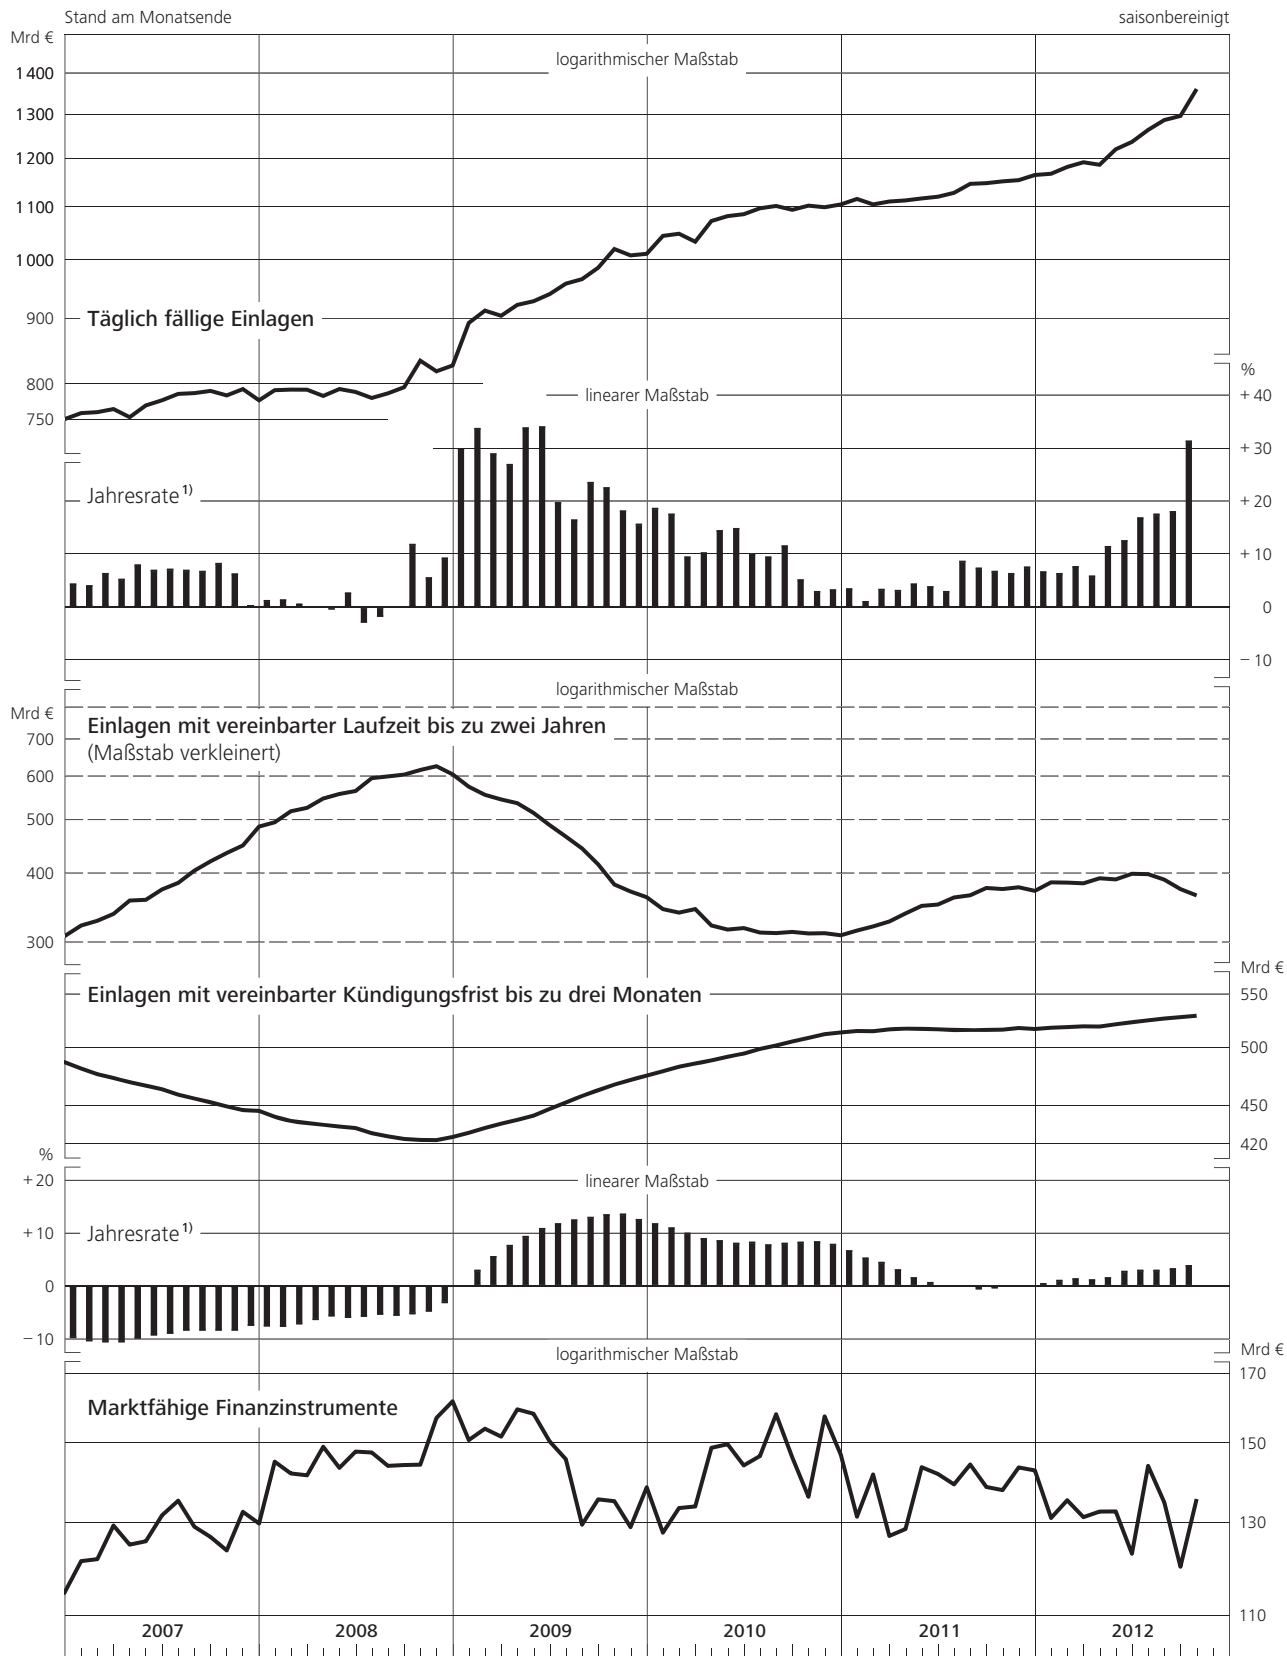 Stand am Monatsende
saisonbereinigt
Mrd €
logarithmischer Maßstab
1 400
1 300
1 200
1 100
1 000
900
Täglich fällige Einlagen
800
750
%
linearer Maßstab
+ 40
+ 30
Jahresrate 1)
+ 20
+ 10
0
− 10
logarithmischer Maßstab
Mrd €
Einlagen mit vereinbarter Laufzeit bis zu zwei Jahren
(Maßstab verkleinert)
700
600
500
400
300
Mrd €
Einlagen mit vereinbarter Kündigungsfrist bis zu drei Monaten
550
500
450
420
%
+ 20
linearer Maßstab
+ 10
Jahresrate 1)
0
− 10
logarithmischer Maßstab
Mrd €
170
Marktfähige Finanzinstrumente
150
130
110
2007 2008 2009 2010 2011 2012